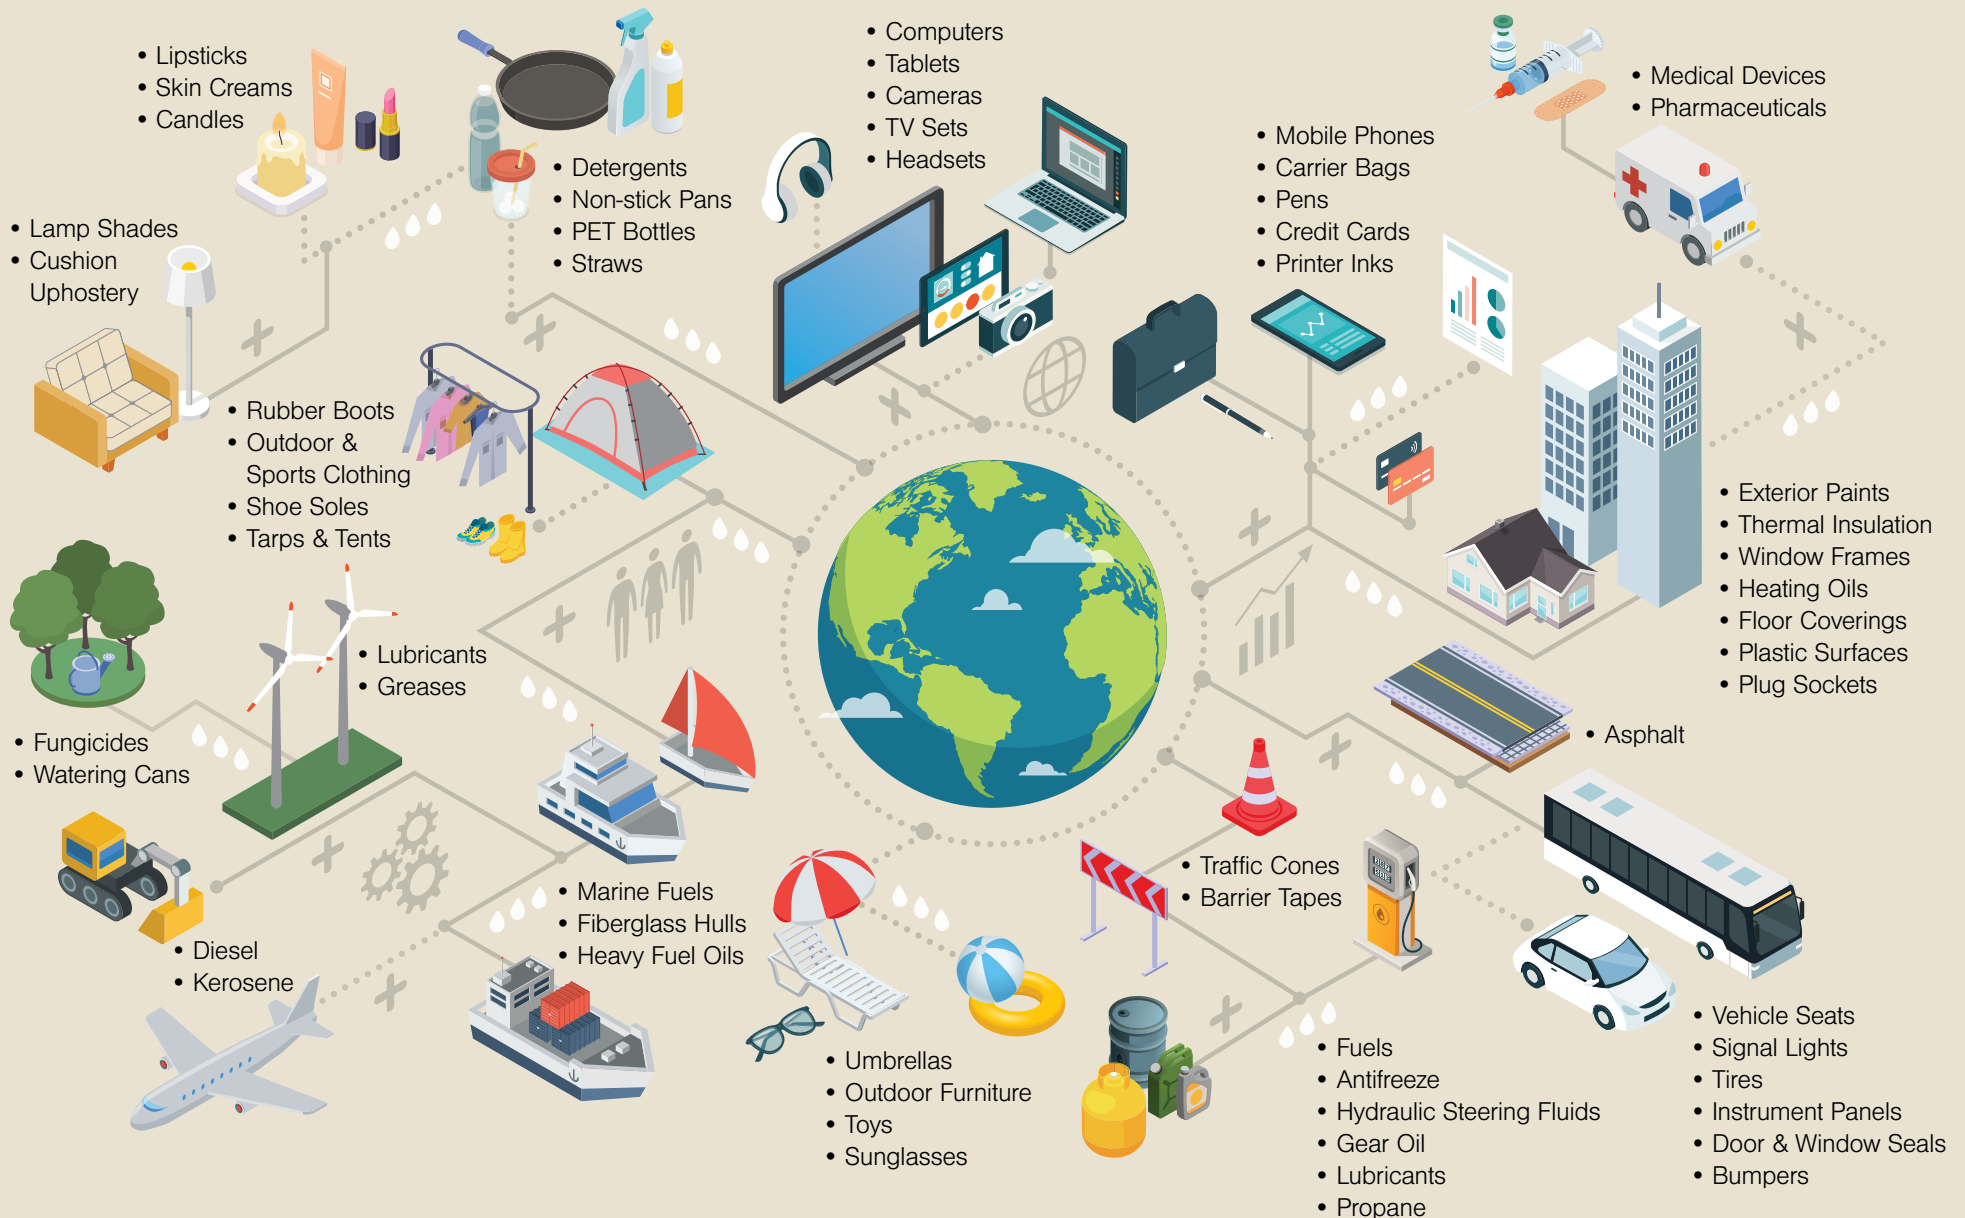 • Lipsticks
• Skin Creams
• Candles
• Detergents
• Non-stick Pans
• PET Bottles
• Straws
• Computers
• Tablets
• Cameras
• TV Sets
• Headsets
• Mobile Phones
• Carrier Bags
• Pens
• Credit Cards
• Printer Inks
• Medical Devices
• Pharmaceuticals
• Lamp Shades
• Cushion
Uphostery
• Rubber Boots
• Outdoor &
Sports Clothing
• Shoe Soles
• Tarps & Tents
• Exterior Paints
• Thermal Insulation
• Window Frames
• Heating Oils
• Floor Coverings
• Plastic Surfaces
• Plug Sockets
• Lubricants
• Greases
• Fungicides
• Watering Cans
• Asphalt
• Diesel
• Kerosene
• Marine Fuels
• Fiberglass Hulls
• Heavy Fuel Oils
• Traffic Cones
• Barrier Tapes
• Umbrellas
• Outdoor Furniture
• Toys
• Sunglasses
• Fuels
• Antifreeze
• Hydraulic Steering Fluids
• Gear Oil
• Lubricants
• Propane
• Vehicle Seats
• Signal Lights
• Tires
• Instrument Panels
• Door & Window Seals
• Bumpers